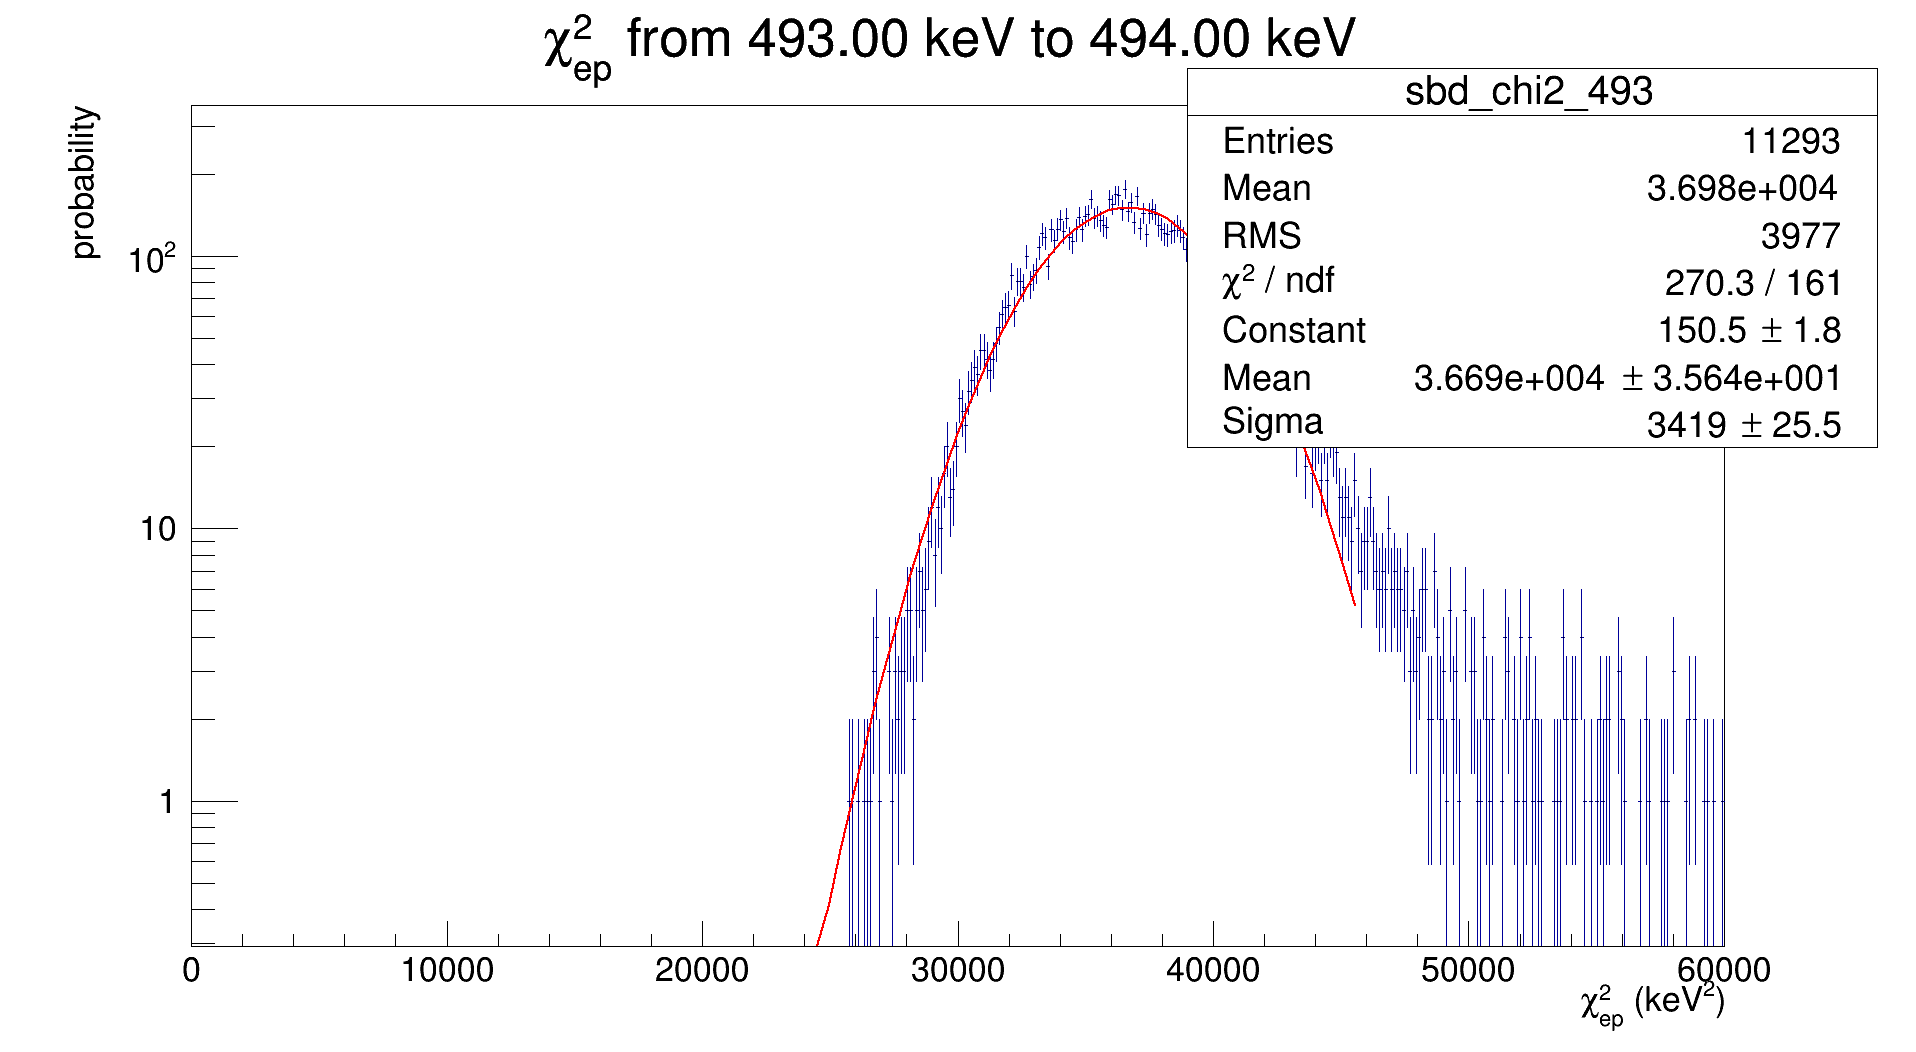 χ²ep from 493.00 keV to 494.00 keV
sbd_chi2_493
Entries 11293
Mean 3.698e+004
RMS 3977
χ² / ndf 270.3 / 161
Constant 150.5 ± 1.8
Mean 3.669e+004 ± 3.564e+001
Sigma 3419 ± 25.5
probability
10²
10
1
0 10000 20000 30000 40000 50000 60000
χ²ep (keV²)